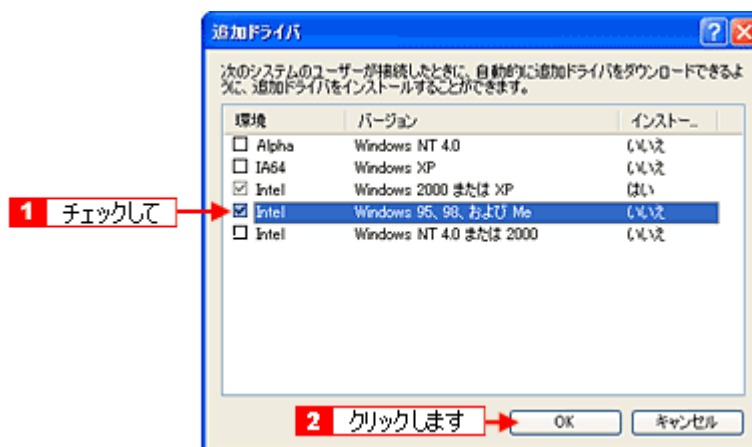 追加ドライバ
次のシステムのユーザーが接続したときに、自動的に追加ドライバをダウンロードできるよ
うに、追加ドライバをインストールすることができます。
環境 バージョン インストー...
Alpha Windows NT 4.0 いいえ
IA64 Windows XP いいえ
Intel Windows 2000 または XP はい
1 チェックして Intel Windows 95、98、および Me いいえ
Intel Windows NT 4.0 または 2000 いいえ
2 クリックします OK キャンセル